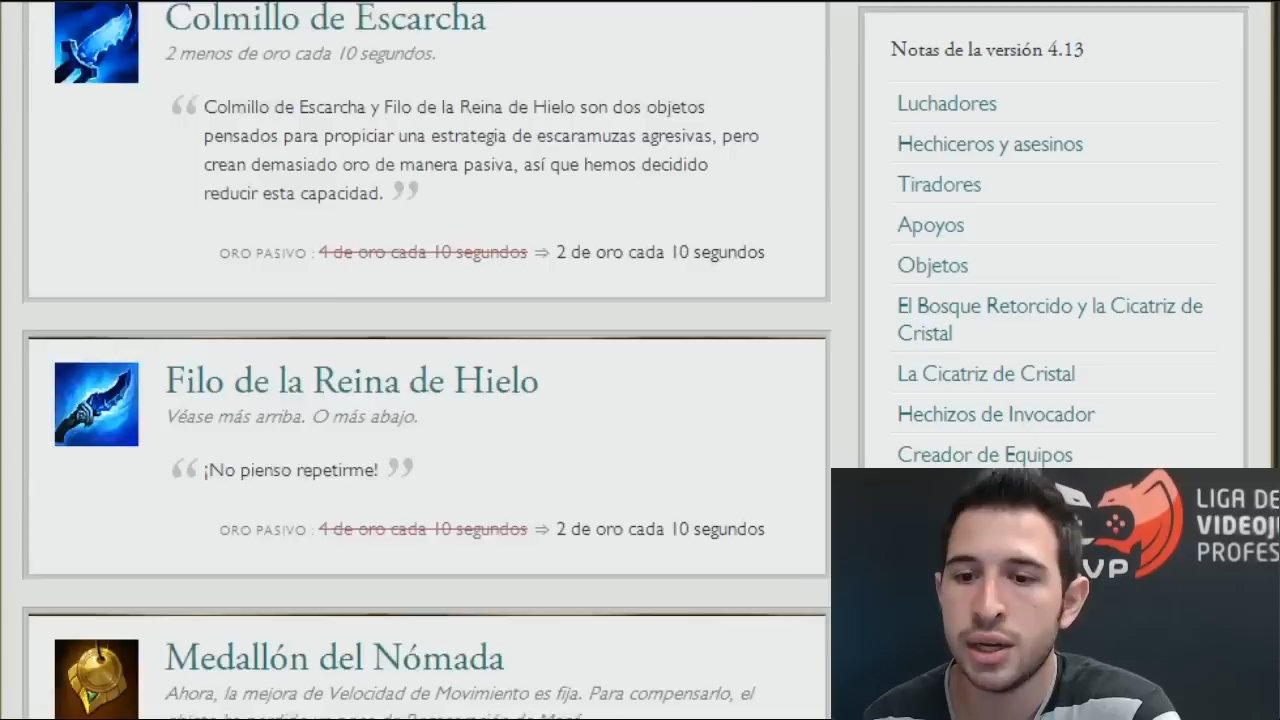 Colmillo de Escarcha
2 menos de oro cada 10 segundos.
“ Colmillo de Escarcha y Filo de la Reina de Hielo son dos objetos
pensados para propiciar una estrategia de escaramuzas agresivas, pero
crean demasiado oro de manera pasiva, así que hemos decidido
reducir esta capacidad. ”
ORO PASIVO : 4 de oro cada 10 segundos ⇒ 2 de oro cada 10 segundos
Filo de la Reina de Hielo
Véase más arriba. O más abajo.
“ ¡No pienso repetirme! ”
ORO PASIVO : 4 de oro cada 10 segundos ⇒ 2 de oro cada 10 segundos
Medallón del Nómada
Ahora, la mejora de Velocidad de Movimiento es fija. Para compensarlo, el
Notas de la versión 4.13
Luchadores
Hechiceros y asesinos
Tiradores
Apoyos
Objetos
El Bosque Retorcido y la Cicatriz de
Cristal
La Cicatriz de Cristal
Hechizos de Invocador
Creador de Equipos
LIGA DE
VIDEOJ
PROFES
VP